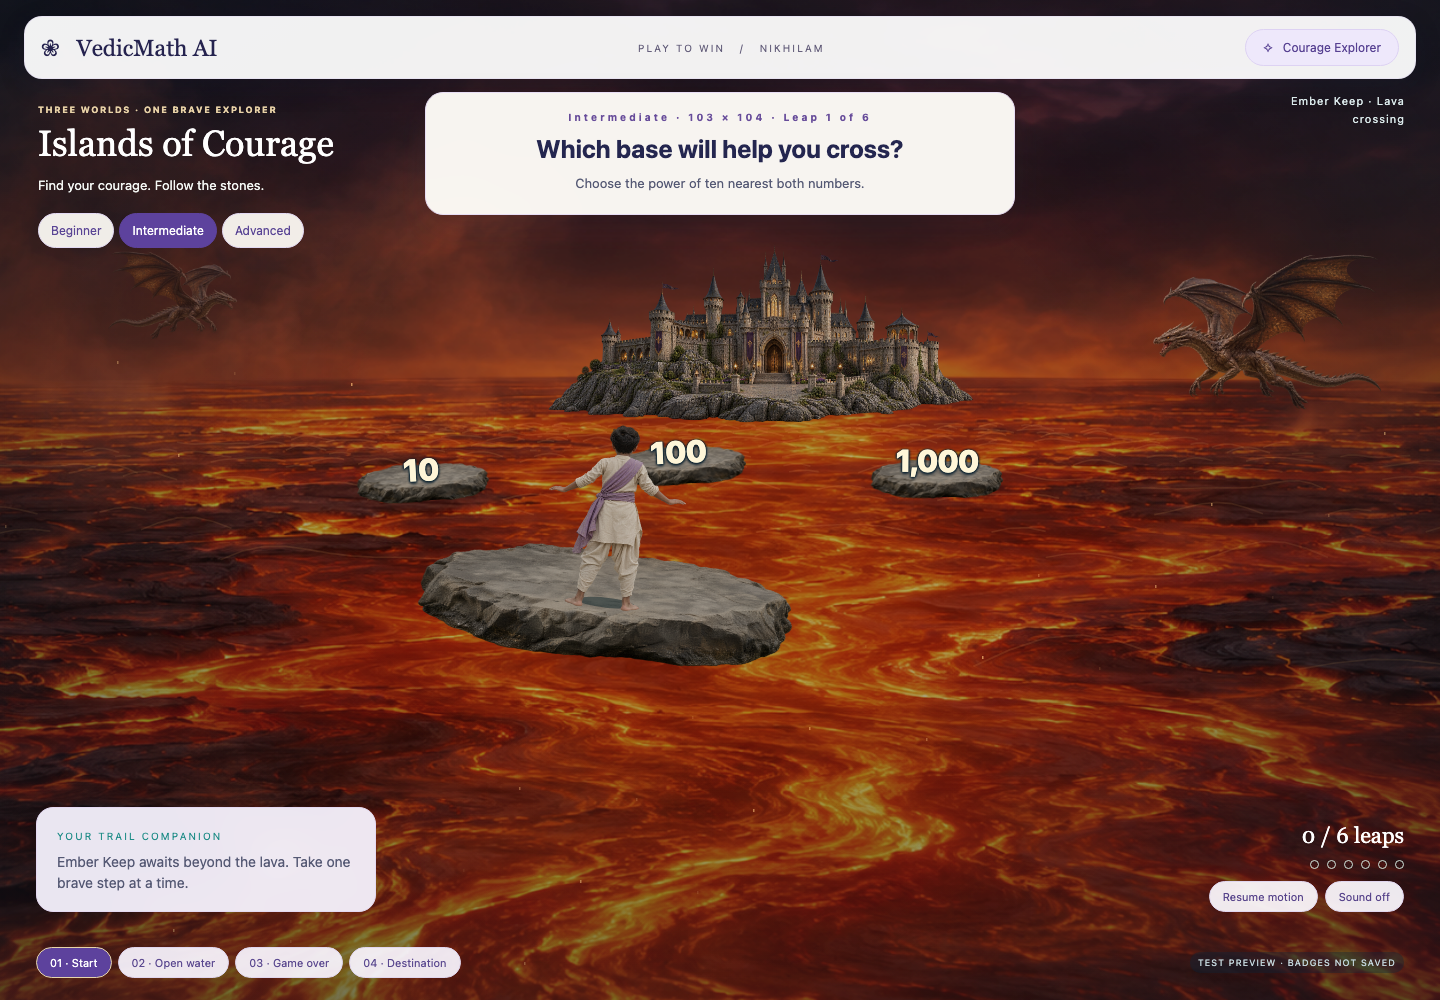 VedicMath AI
PLAY TO WIN / NIKHILAM
Courage Explorer
THREE WORLDS · ONE BRAVE EXPLORER
Islands of Courage
Find your courage. Follow the stones.
Beginner
Intermediate
Advanced
Intermediate · 103 × 104 · Leap 1 of 6
Which base will help you cross?
Choose the power of ten nearest both numbers.
Ember Keep · Lava
crossing
10
100
1,000
YOUR TRAIL COMPANION
Ember Keep awaits beyond the lava. Take one
brave step at a time.
0 / 6 leaps
Resume motion
Sound off
01 · Start
02 · Open water
03 · Game over
04 · Destination
TEST PREVIEW · BADGES NOT SAVED